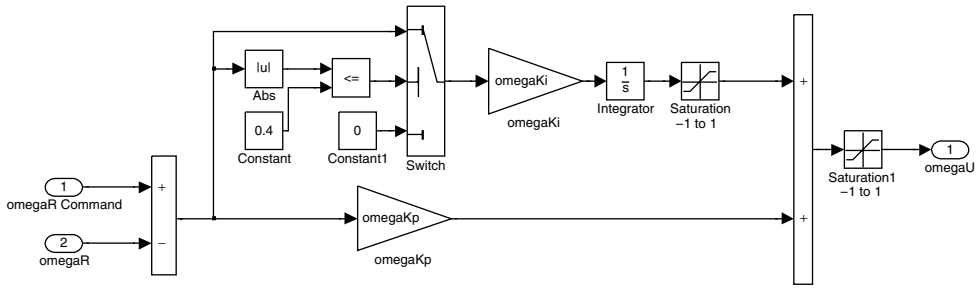 |u|
Abs
<=
0.4
Constant
0
Constant1
Switch
omegaKi
omegaKi
1
s
Integrator
Saturation
−1 to 1
+
+
Saturation1
−1 to 1
1
omegaU
1
omegaR Command
2
omegaR
+
−
omegaKp
omegaKp